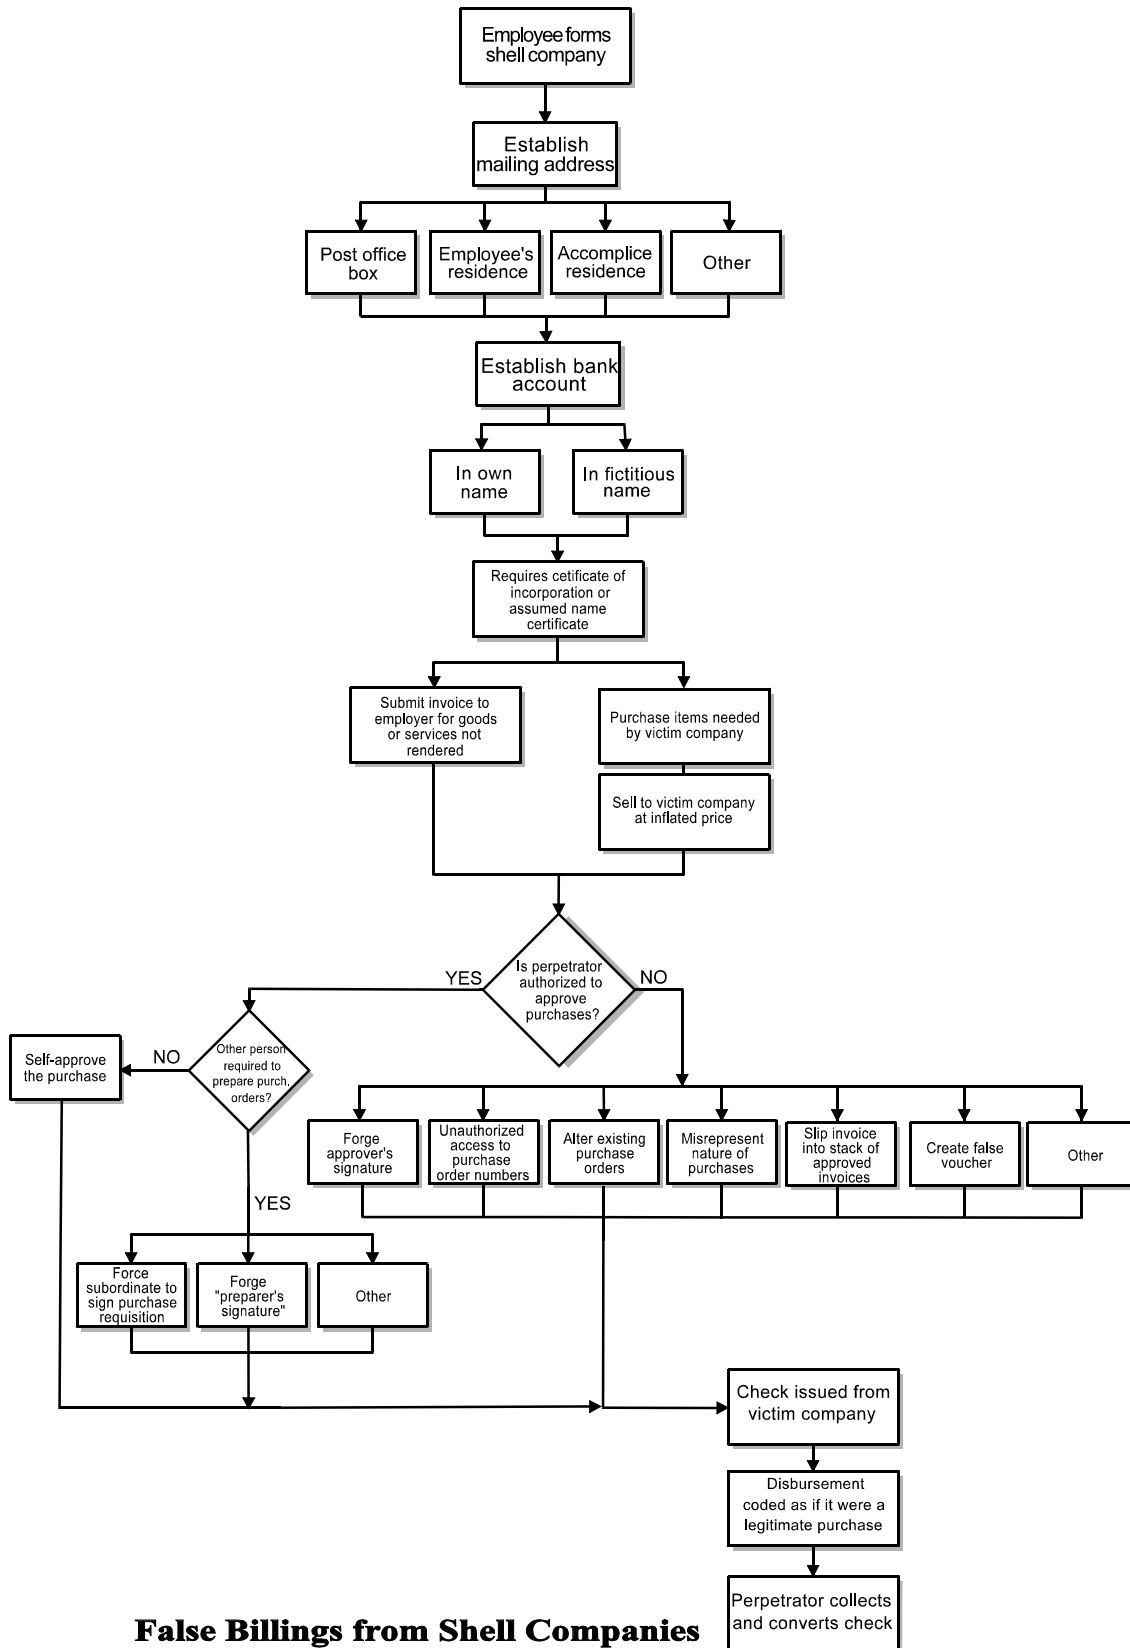 Employee forms
shell company
Establish
mailing address
Post office
box
Employee's
residence
Accomplice
residence
Other
Establish bank
account
In own
name
In fictitious
name
Requires cetificate of
incorporation or
assumed name
certificate
Submit invoice to
employer for goods
or services not
rendered
Purchase items needed
by victim company
Sell to victim company
at inflated price
Is perpetrator
authorized to
approve
purchases?
YES
NO
Other person
required to
prepare purch.
orders?
NO
Self-approve
the purchase
YES
Forge
approver's
signature
Unauthorized
access to
purchase
order numbers
Alter existing
purchase
orders
Misrepresent
nature of
purchases
Slip invoice
into stack of
approved
invoices
Create false
voucher
Other
Force
subordinate to
sign purchase
requisition
Forge
"preparer's
signature"
Other
Check issued from
victim company
Disbursement
coded as if it were a
legitimate purchase
Perpetrator collects
and converts check
False Billings from Shell Companies